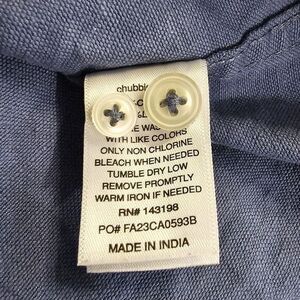 chubbi
WITH LIKE COLORS
ONLY NON CHLORINE
BLEACH WHEN NEEDED
TUMBLE DRY LOW
REMOVE PROMPTLY
WARM IRON IF NEEDED
RN# 143198
PO# FA23CA0593B
MADE IN INDIA